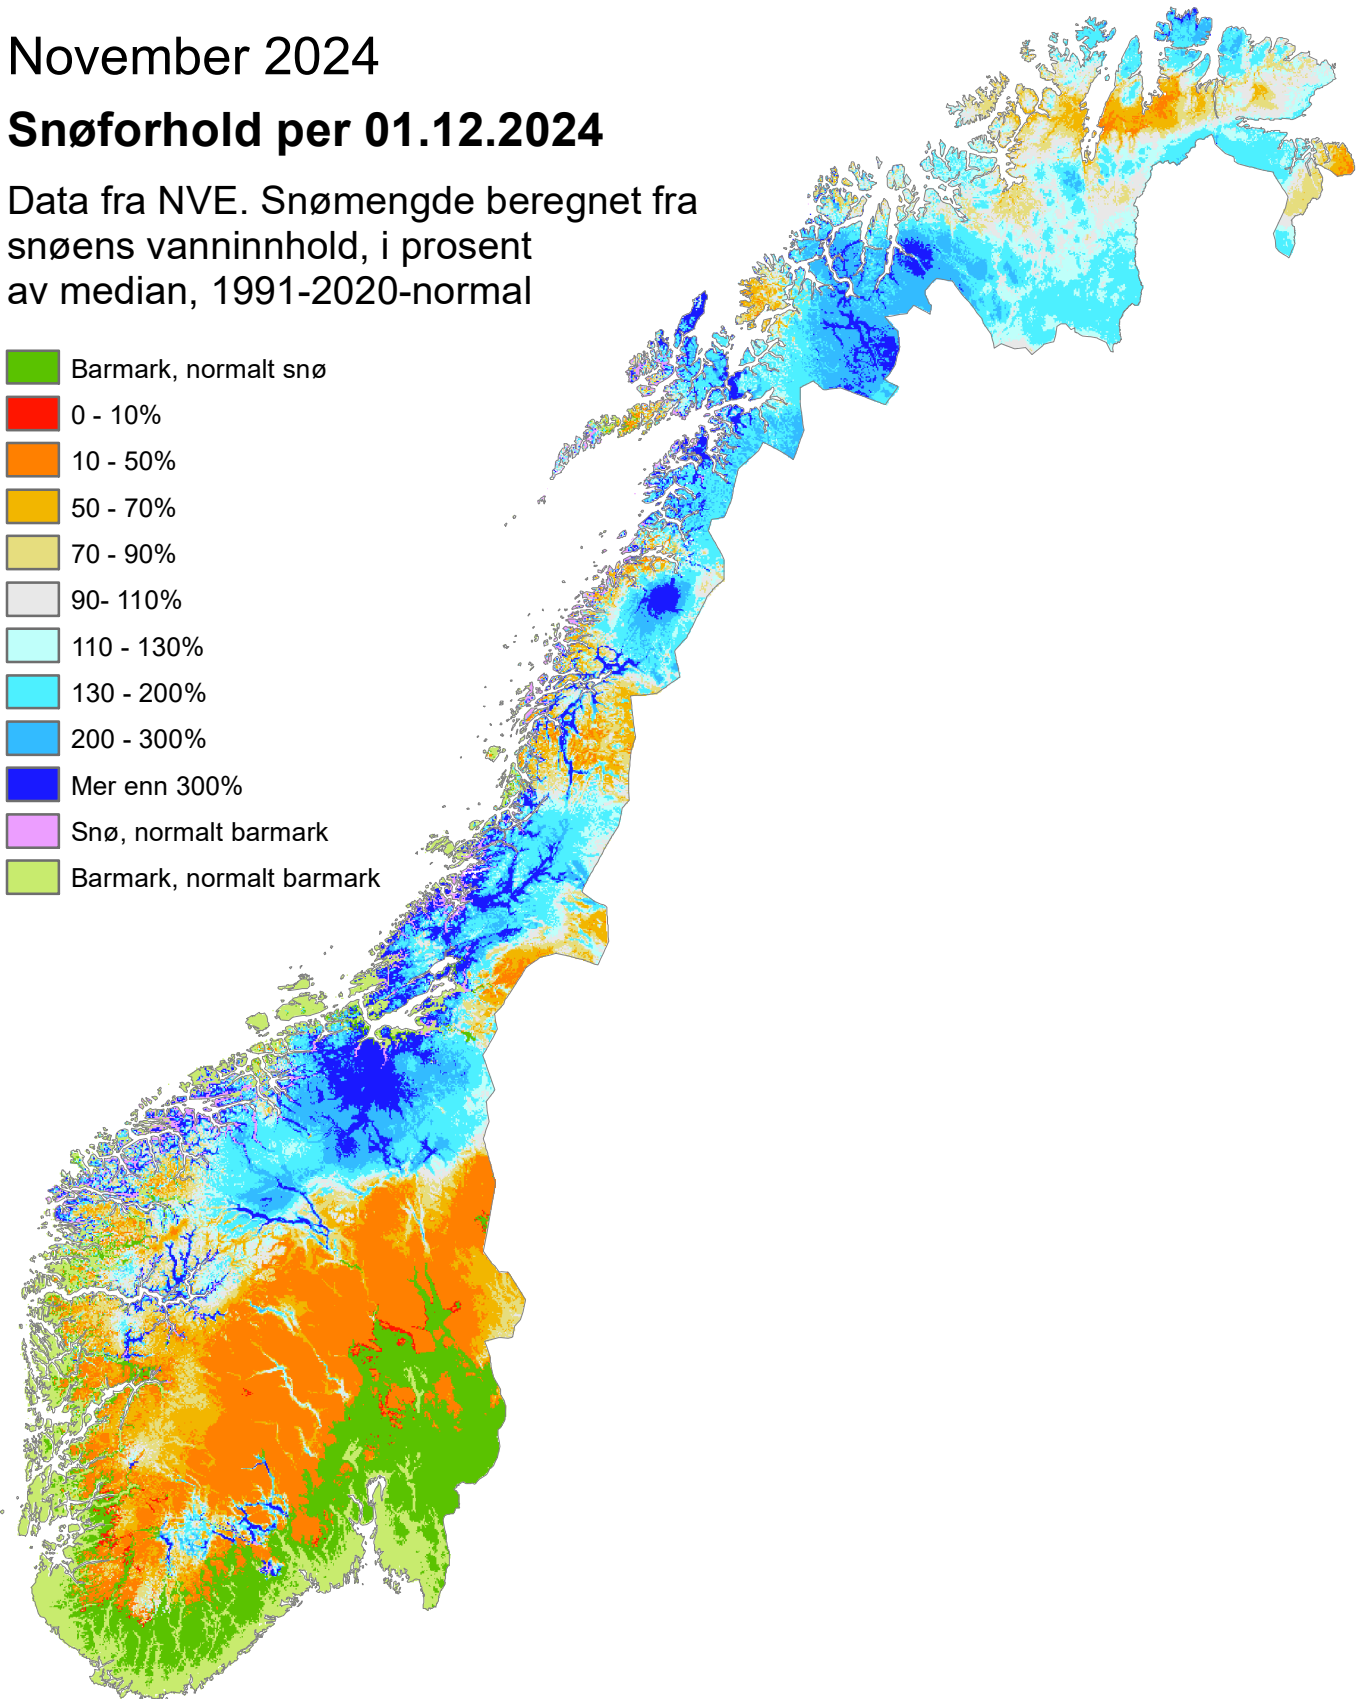 November 2024
Snøforhold per 01.12.2024
Data fra NVE. Snømengde beregnet fra
snøens vanninnhold, i prosent
av median, 1991-2020-normal
Barmark, normalt snø
0 - 10%
10 - 50%
50 - 70%
70 - 90%
90- 110%
110 - 130%
130 - 200%
200 - 300%
Mer enn 300%
Snø, normalt barmark
Barmark, normalt barmark